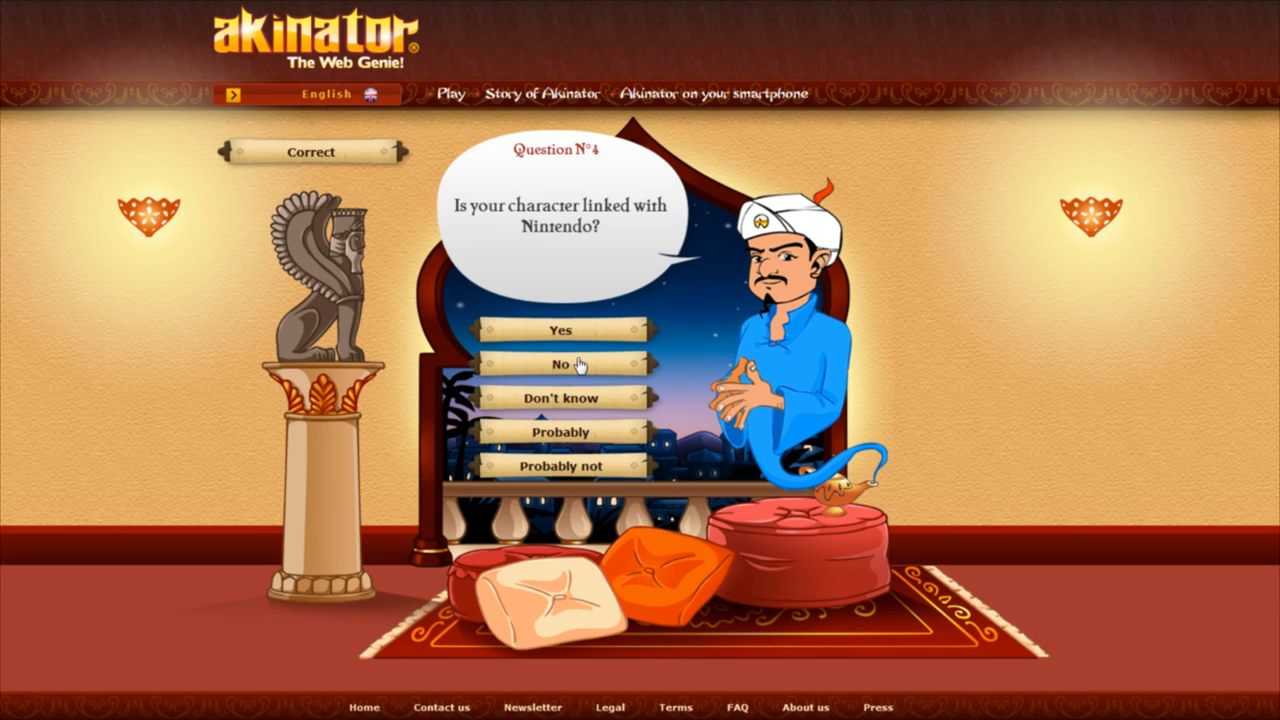 akinator®
The Web Genie!
English
Play
Story of Akinator
Akinator on your smartphone
Correct
Question N°4
Is your character linked with
Nintendo?
Yes
No
Don't know
Probably
Probably not
Home
Contact us
Newsletter
Legal
Terms
FAQ
About us
Press